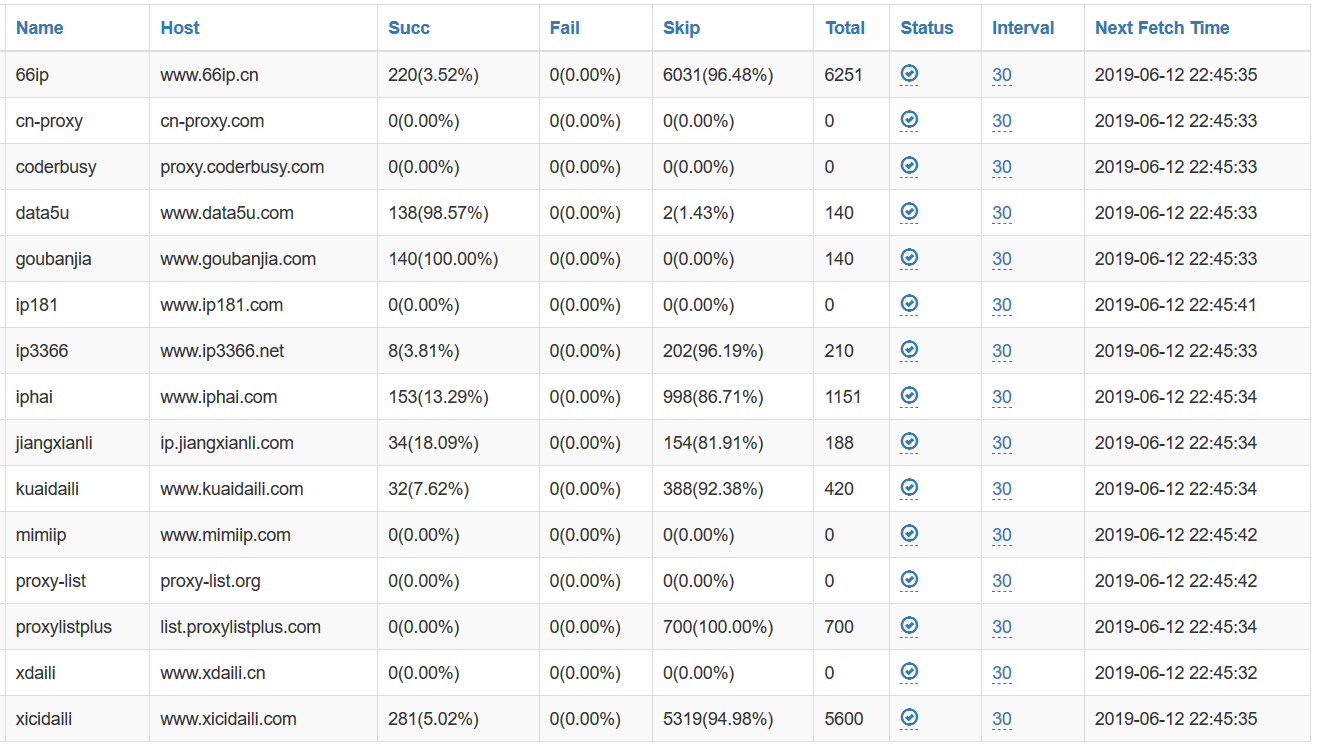 Name Host Succ Fail Skip Total Status Interval Next Fetch Time
66ip www.66ip.cn 220(3.52%) 0(0.00%) 6031(96.48%) 6251 30 2019-06-12 22:45:35
cn-proxy cn-proxy.com 0(0.00%) 0(0.00%) 0(0.00%) 0 30 2019-06-12 22:45:33
coderbusy proxy.coderbusy.com 0(0.00%) 0(0.00%) 0(0.00%) 0 30 2019-06-12 22:45:33
data5u www.data5u.com 138(98.57%) 0(0.00%) 2(1.43%) 140 30 2019-06-12 22:45:33
goubanjia www.goubanjia.com 140(100.00%) 0(0.00%) 0(0.00%) 140 30 2019-06-12 22:45:33
ip181 www.ip181.com 0(0.00%) 0(0.00%) 0(0.00%) 0 30 2019-06-12 22:45:41
ip3366 www.ip3366.net 8(3.81%) 0(0.00%) 202(96.19%) 210 30 2019-06-12 22:45:33
iphai www.iphai.com 153(13.29%) 0(0.00%) 998(86.71%) 1151 30 2019-06-12 22:45:34
jiangxianli ip.jiangxianli.com 34(18.09%) 0(0.00%) 154(81.91%) 188 30 2019-06-12 22:45:34
kuaidaili www.kuaidaili.com 32(7.62%) 0(0.00%) 388(92.38%) 420 30 2019-06-12 22:45:34
mimiip www.mimiip.com 0(0.00%) 0(0.00%) 0(0.00%) 0 30 2019-06-12 22:45:42
proxy-list proxy-list.org 0(0.00%) 0(0.00%) 0(0.00%) 0 30 2019-06-12 22:45:42
proxylistplus list.proxylistplus.com 0(0.00%) 0(0.00%) 700(100.00%) 700 30 2019-06-12 22:45:34
xdaili www.xdaili.cn 0(0.00%) 0(0.00%) 0(0.00%) 0 30 2019-06-12 22:45:32
xicidaili www.xicidaili.com 281(5.02%) 0(0.00%) 5319(94.98%) 5600 30 2019-06-12 22:45:35